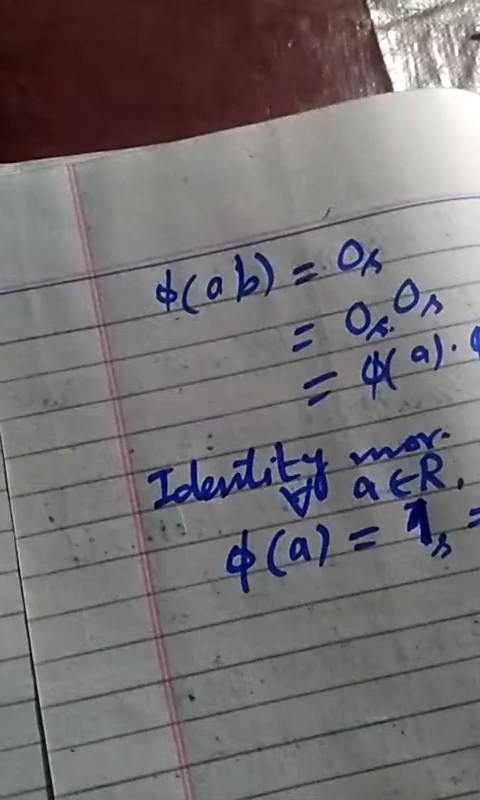 ϕ(ab) = 0s
= 0s. 0s
= ϕ(a).
Identity mor.
∀ a ∈ R.
ϕ(a) = 1s =